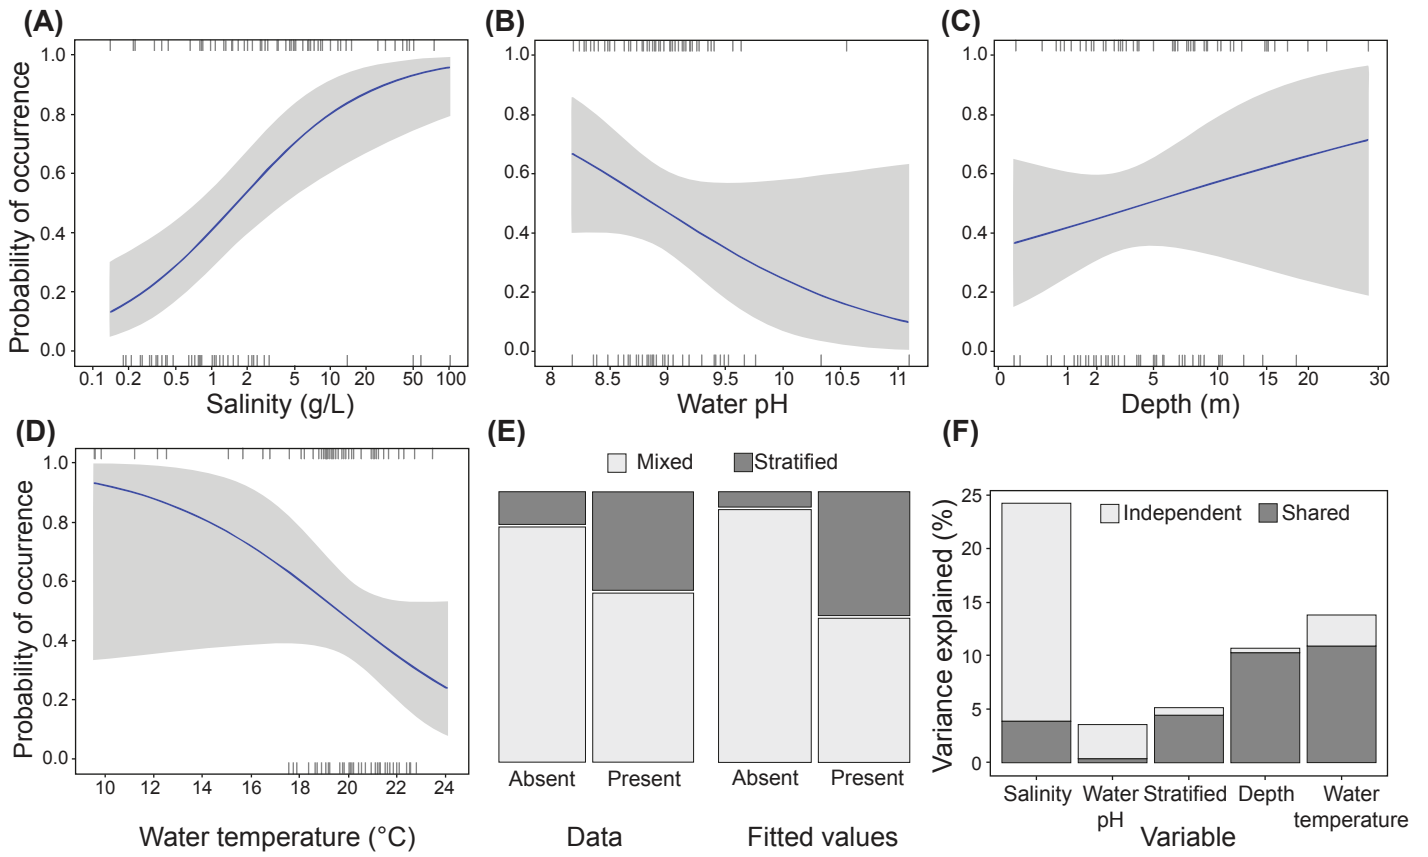 (A)
Probability of occurrence
1.0
0.8
0.6
0.4
0.2
0.0
0.1 0.2 0.5 1 2 5 10 20 50 100
Salinity (g/L)
(B)
1.0
0.8
0.6
0.4
0.2
0.0
8 8.5 9 9.5 10 10.5 11
Water pH
(C)
1.0
0.8
0.6
0.4
0.2
0.0
0 1 2 5 10 15 20 30
Depth (m)
(D)
Probability of occurrence
1.0
0.8
0.6
0.4
0.2
0.0
10 12 14 16 18 20 22 24
Water temperature (°C)
(E)
Mixed Stratified
Absent Present Absent Present
Data Fitted values
(F)
Variance explained (%)
25
20
15
10
5
0
Independent Shared
Salinity Water Stratified Depth Water
pH temperature
Variable